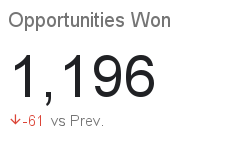 Opportunities Won
1,196
↓-61 vs Prev.